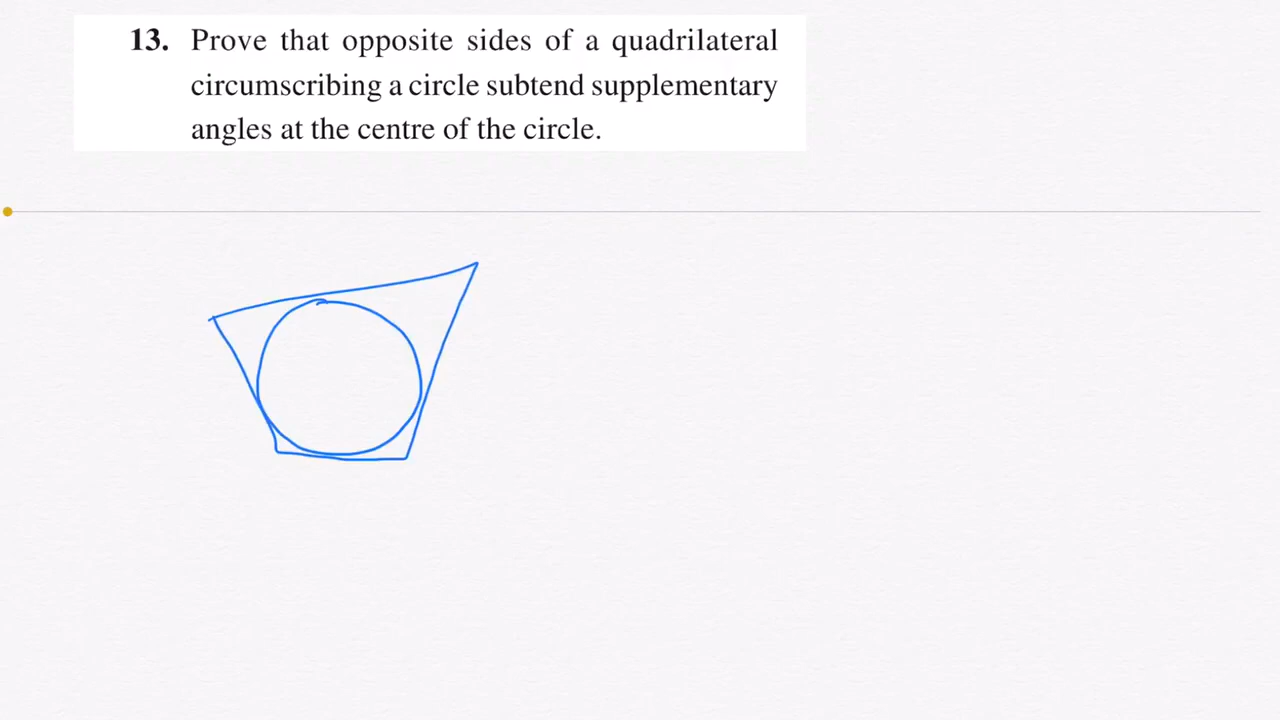 13. Prove that opposite sides of a quadrilateral
circumscribing a circle subtend supplementary
angles at the centre of the circle.